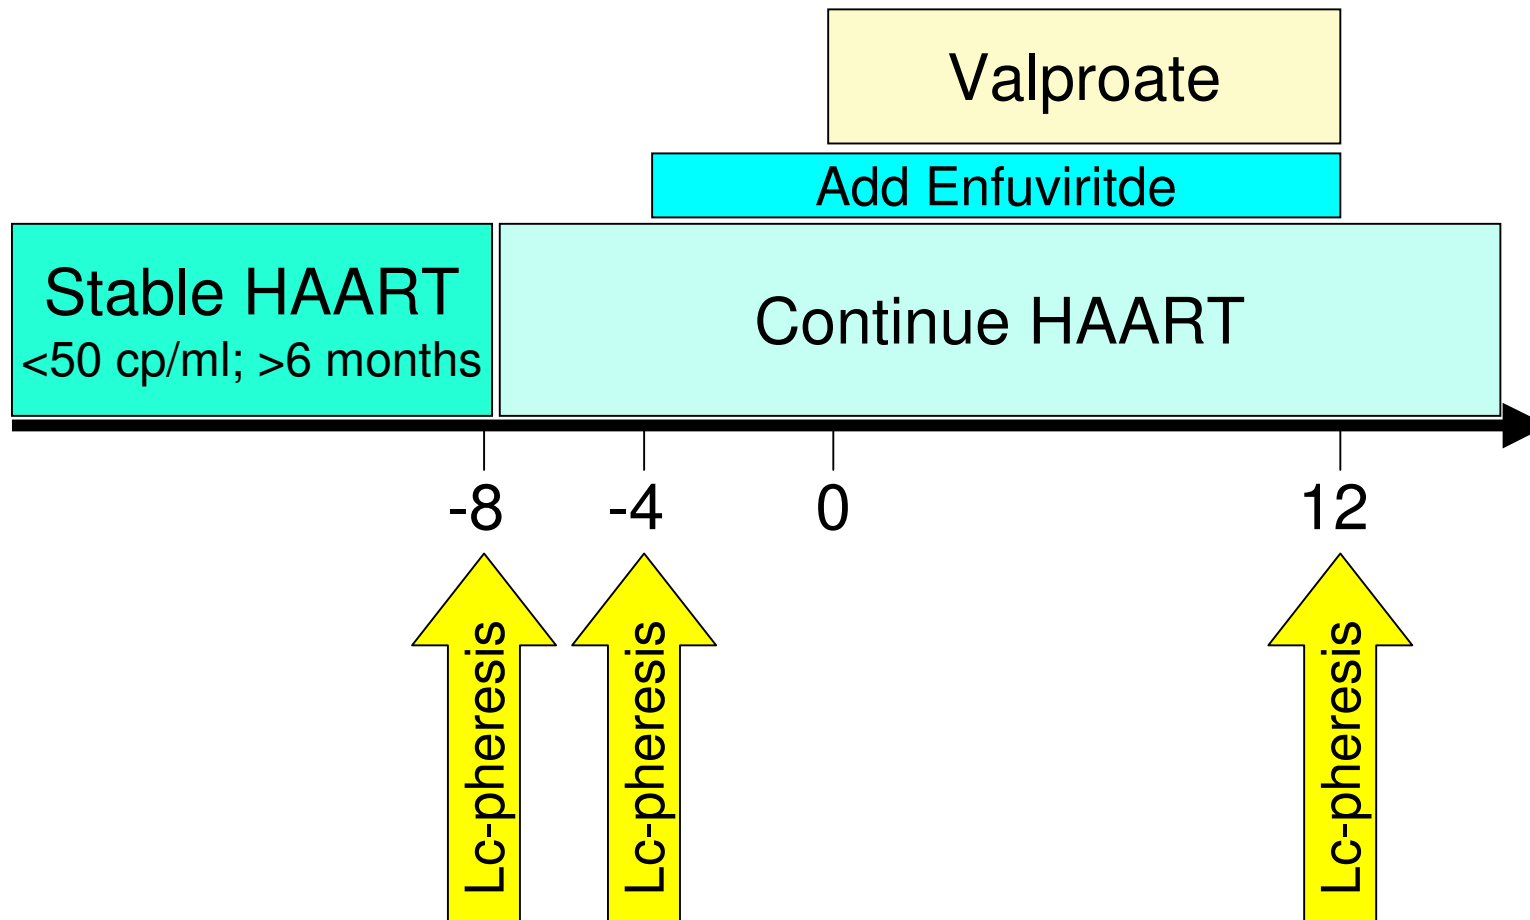 Valproate
Add Enfuviritde
Stable HAART
<50 cp/ml; >6 months
Continue HAART
-8
-4
0
12
Lc-pheresis
Lc-pheresis
Lc-pheresis